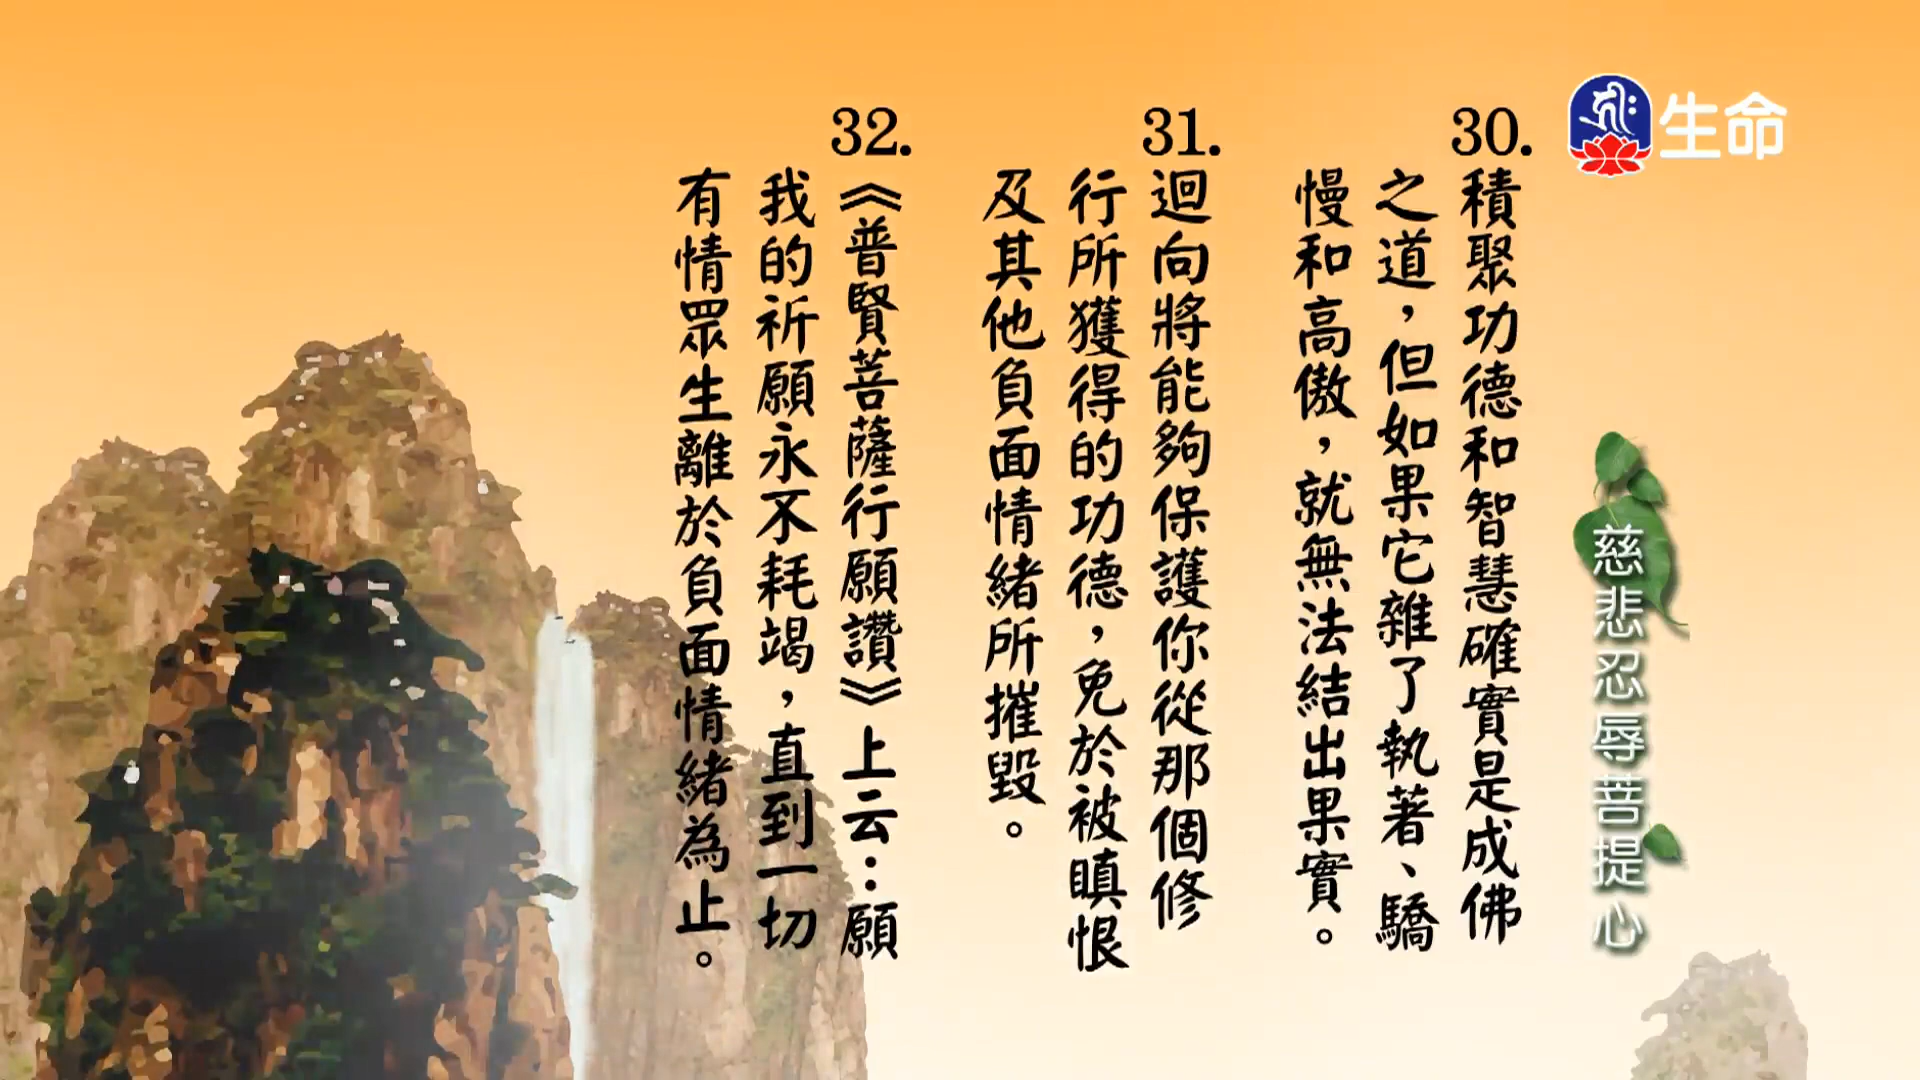 生命
慈悲忍辱菩提心
30.
積聚功德和智慧確實是成佛
之道，但如果它雜了執著、驕
慢和高傲，就無法結出果實。
31.
迴向將能夠保護你從那個修
行所獲得的功德，免於被瞋恨
及其他負面情緒所摧毀。
32.
《普賢菩薩行願讚》上云：願
我的祈願永不耗竭，直到一切
有情眾生離於負面情緒為止。